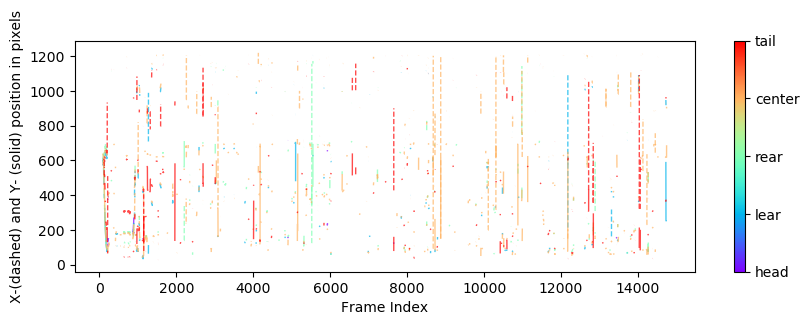 X-(dashed) and Y- (solid) position in pixels
1200
1000
800
600
400
200
0
0 2000 4000 6000 8000 10000 12000 14000
Frame Index
tail
center
rear
lear
head